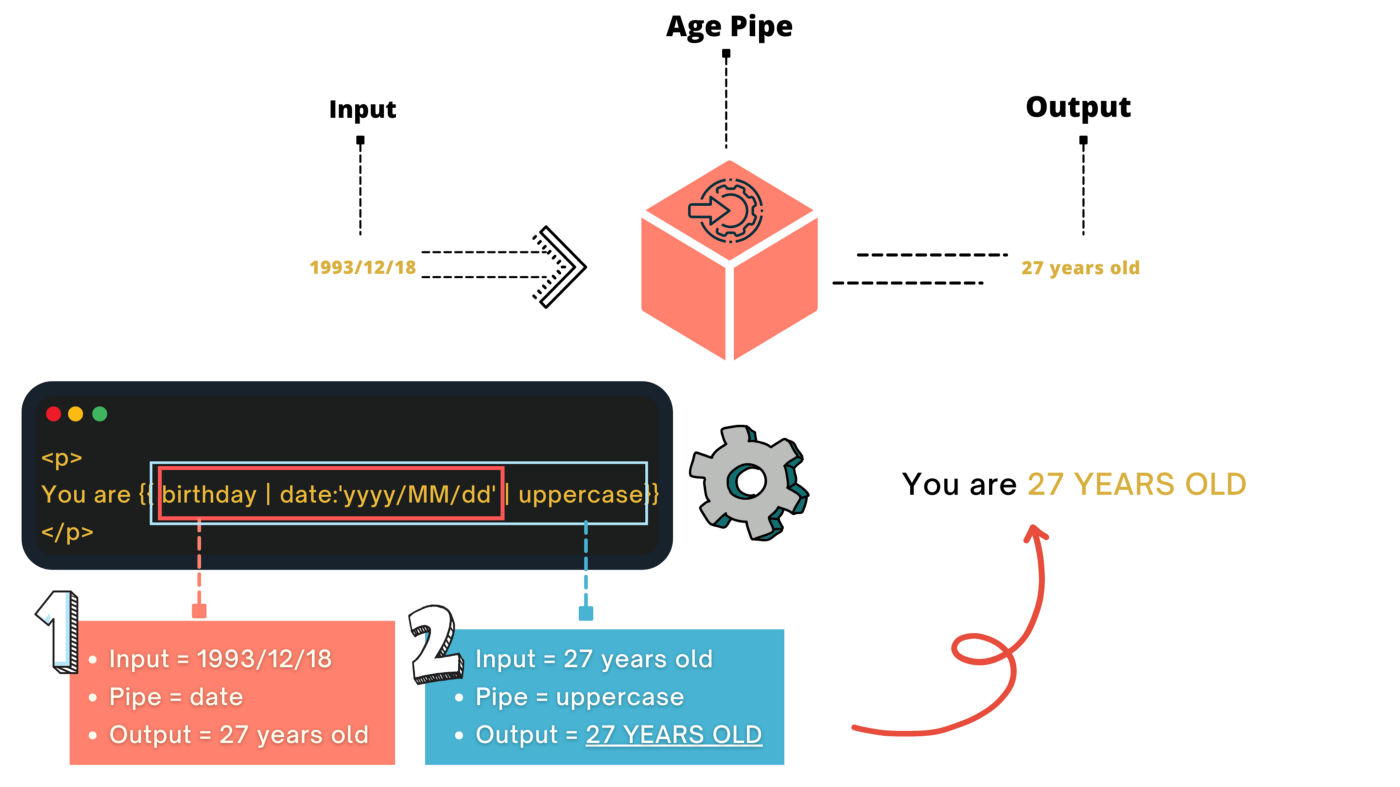 Age Pipe
Input
Output
1993/12/18
27 years old
<p>
You are {{ birthday | date:'yyyy/MM/dd' | uppercase}}
</p>
You are 27 YEARS OLD
1
• Input = 1993/12/18
• Pipe = date
• Output = 27 years old
2
Input = 27 years old
• Pipe = uppercase
• Output = 27 YEARS OLD